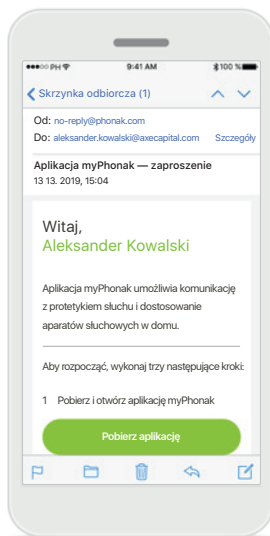 PH
9:41 AM
100 %
Skrzynka odbiorcza (1)
Od: no-reply@phonak.com
Do: aleksander.kowalski@axecapital.com Szczegóły
Aplikacja myPhonak — zaproszenie
13 13. 2019, 15:04
Witaj,
Aleksander Kowalski
Aplikacja myPhonak umożliwia komunikację
z protetykiem słuchu i dostosowanie
aparatów słuchowych w domu.
Aby rozpocząć, wykonaj trzy następujące kroki:
1 Pobierz i otwórz aplikację myPhonak
Pobierz aplikację